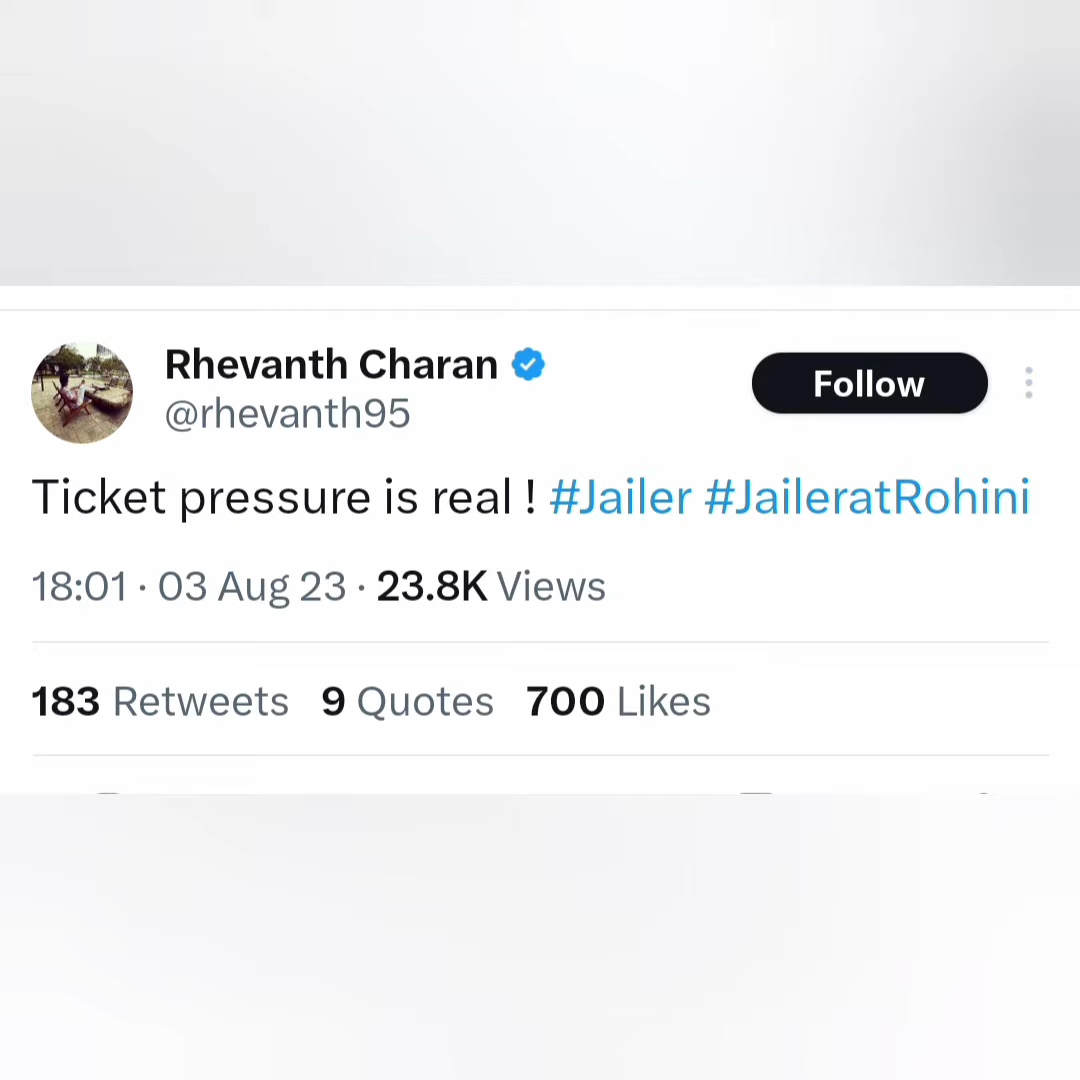 Rhevanth Charan
Follow
@rhevanth95
Ticket pressure is real ! #Jailer #JaileratRohini
18:01 · 03 Aug 23 · 23.8K Views
183 Retweets 9 Quotes 700 Likes